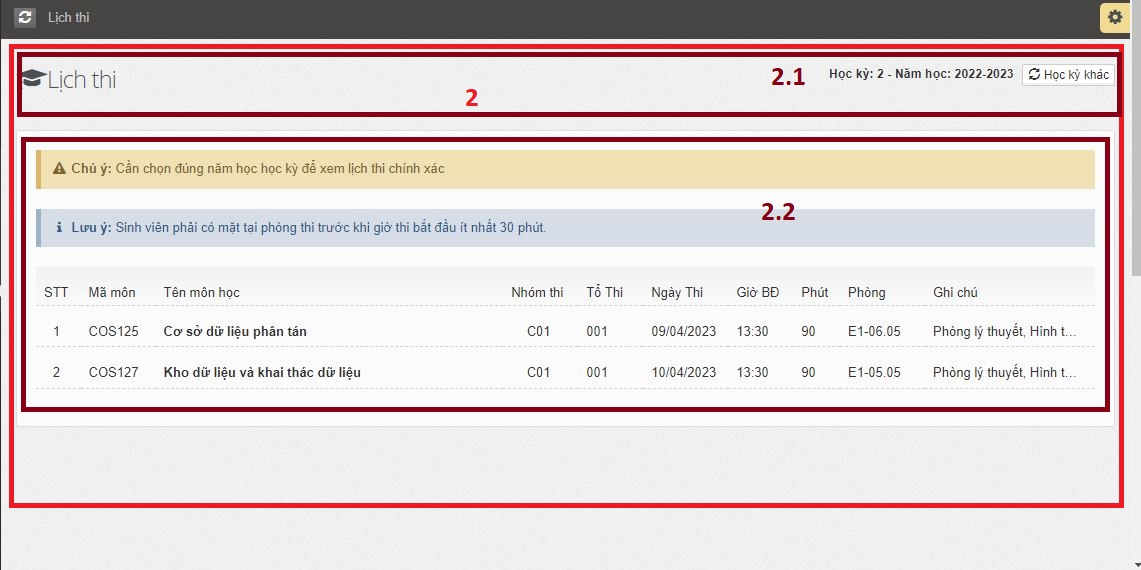 Lịch thi
Lịch thi
2.1
Học kỳ: 2 - Năm học: 2022-2023
Học kỳ khác
2
Chú ý: Cần chọn đúng năm học học kỳ để xem lịch thi chính xác
2.2
Lưu ý: Sinh viên phải có mặt tại phòng thi trước khi giờ thi bắt đầu ít nhất 30 phút.
STT Mã môn Tên môn học Nhóm thi Tổ Thi Ngày Thi Giờ BĐ Phút Phòng Ghi chú
1 COS125 Cơ sở dữ liệu phân tán C01 001 09/04/2023 13:30 90 E1-06.05 Phòng lý thuyết, Hình t...
2 COS127 Kho dữ liệu và khai thác dữ liệu C01 001 10/04/2023 13:30 90 E1-05.05 Phòng lý thuyết, Hình t...